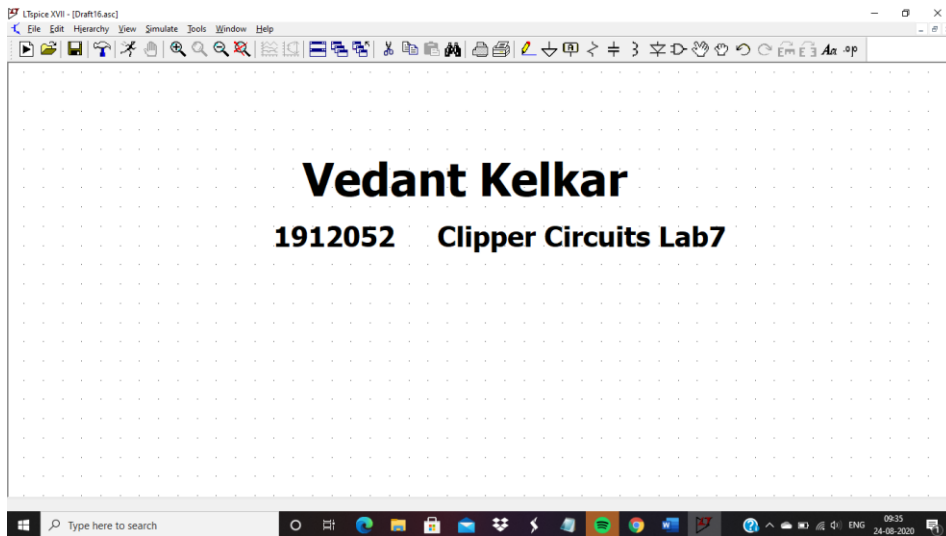 LTspice XVII - [Draft16.asc]
File Edit Hierarchy View Simulate Tools Window Help
Vedant Kelkar
1912052 Clipper Circuits Lab7
Type here to search
ENG
09:35
24-08-2020